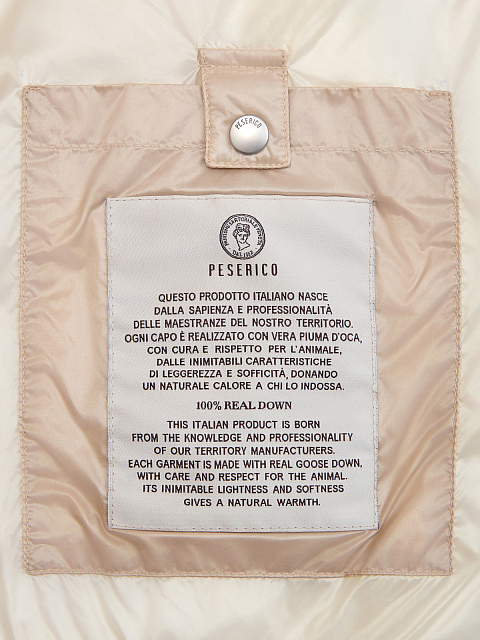 PESERICO
PESERICO
QUESTO PRODOTTO ITALIANO NASCE
DALLA SAPIENZA E PROFESSIONALITÀ
DELLE MAESTRANZE DEL NOSTRO TERRITORIO.
OGNI CAPO È REALIZZATO CON VERA PIUMA D'OCA,
CON CURA E RISPETTO PER L'ANIMALE,
DALLE INIMITABILI CARATTERISTICHE
DI LEGGEREZZA E SOFFICITÀ, DONANDO
UN NATURALE CALORE A CHI LO INDOSSA.
100% REAL DOWN
THIS ITALIAN PRODUCT IS BORN
FROM THE KNOWLEDGE AND PROFESSIONALITY
OF OUR TERRITORY MANUFACTURERS.
EACH GARMENT IS MADE WITH REAL GOOSE DOWN,
WITH CARE AND RESPECT FOR THE ANIMAL.
ITS INIMITABLE LIGHTNESS AND SOFTNESS
GIVES A NATURAL WARMTH.